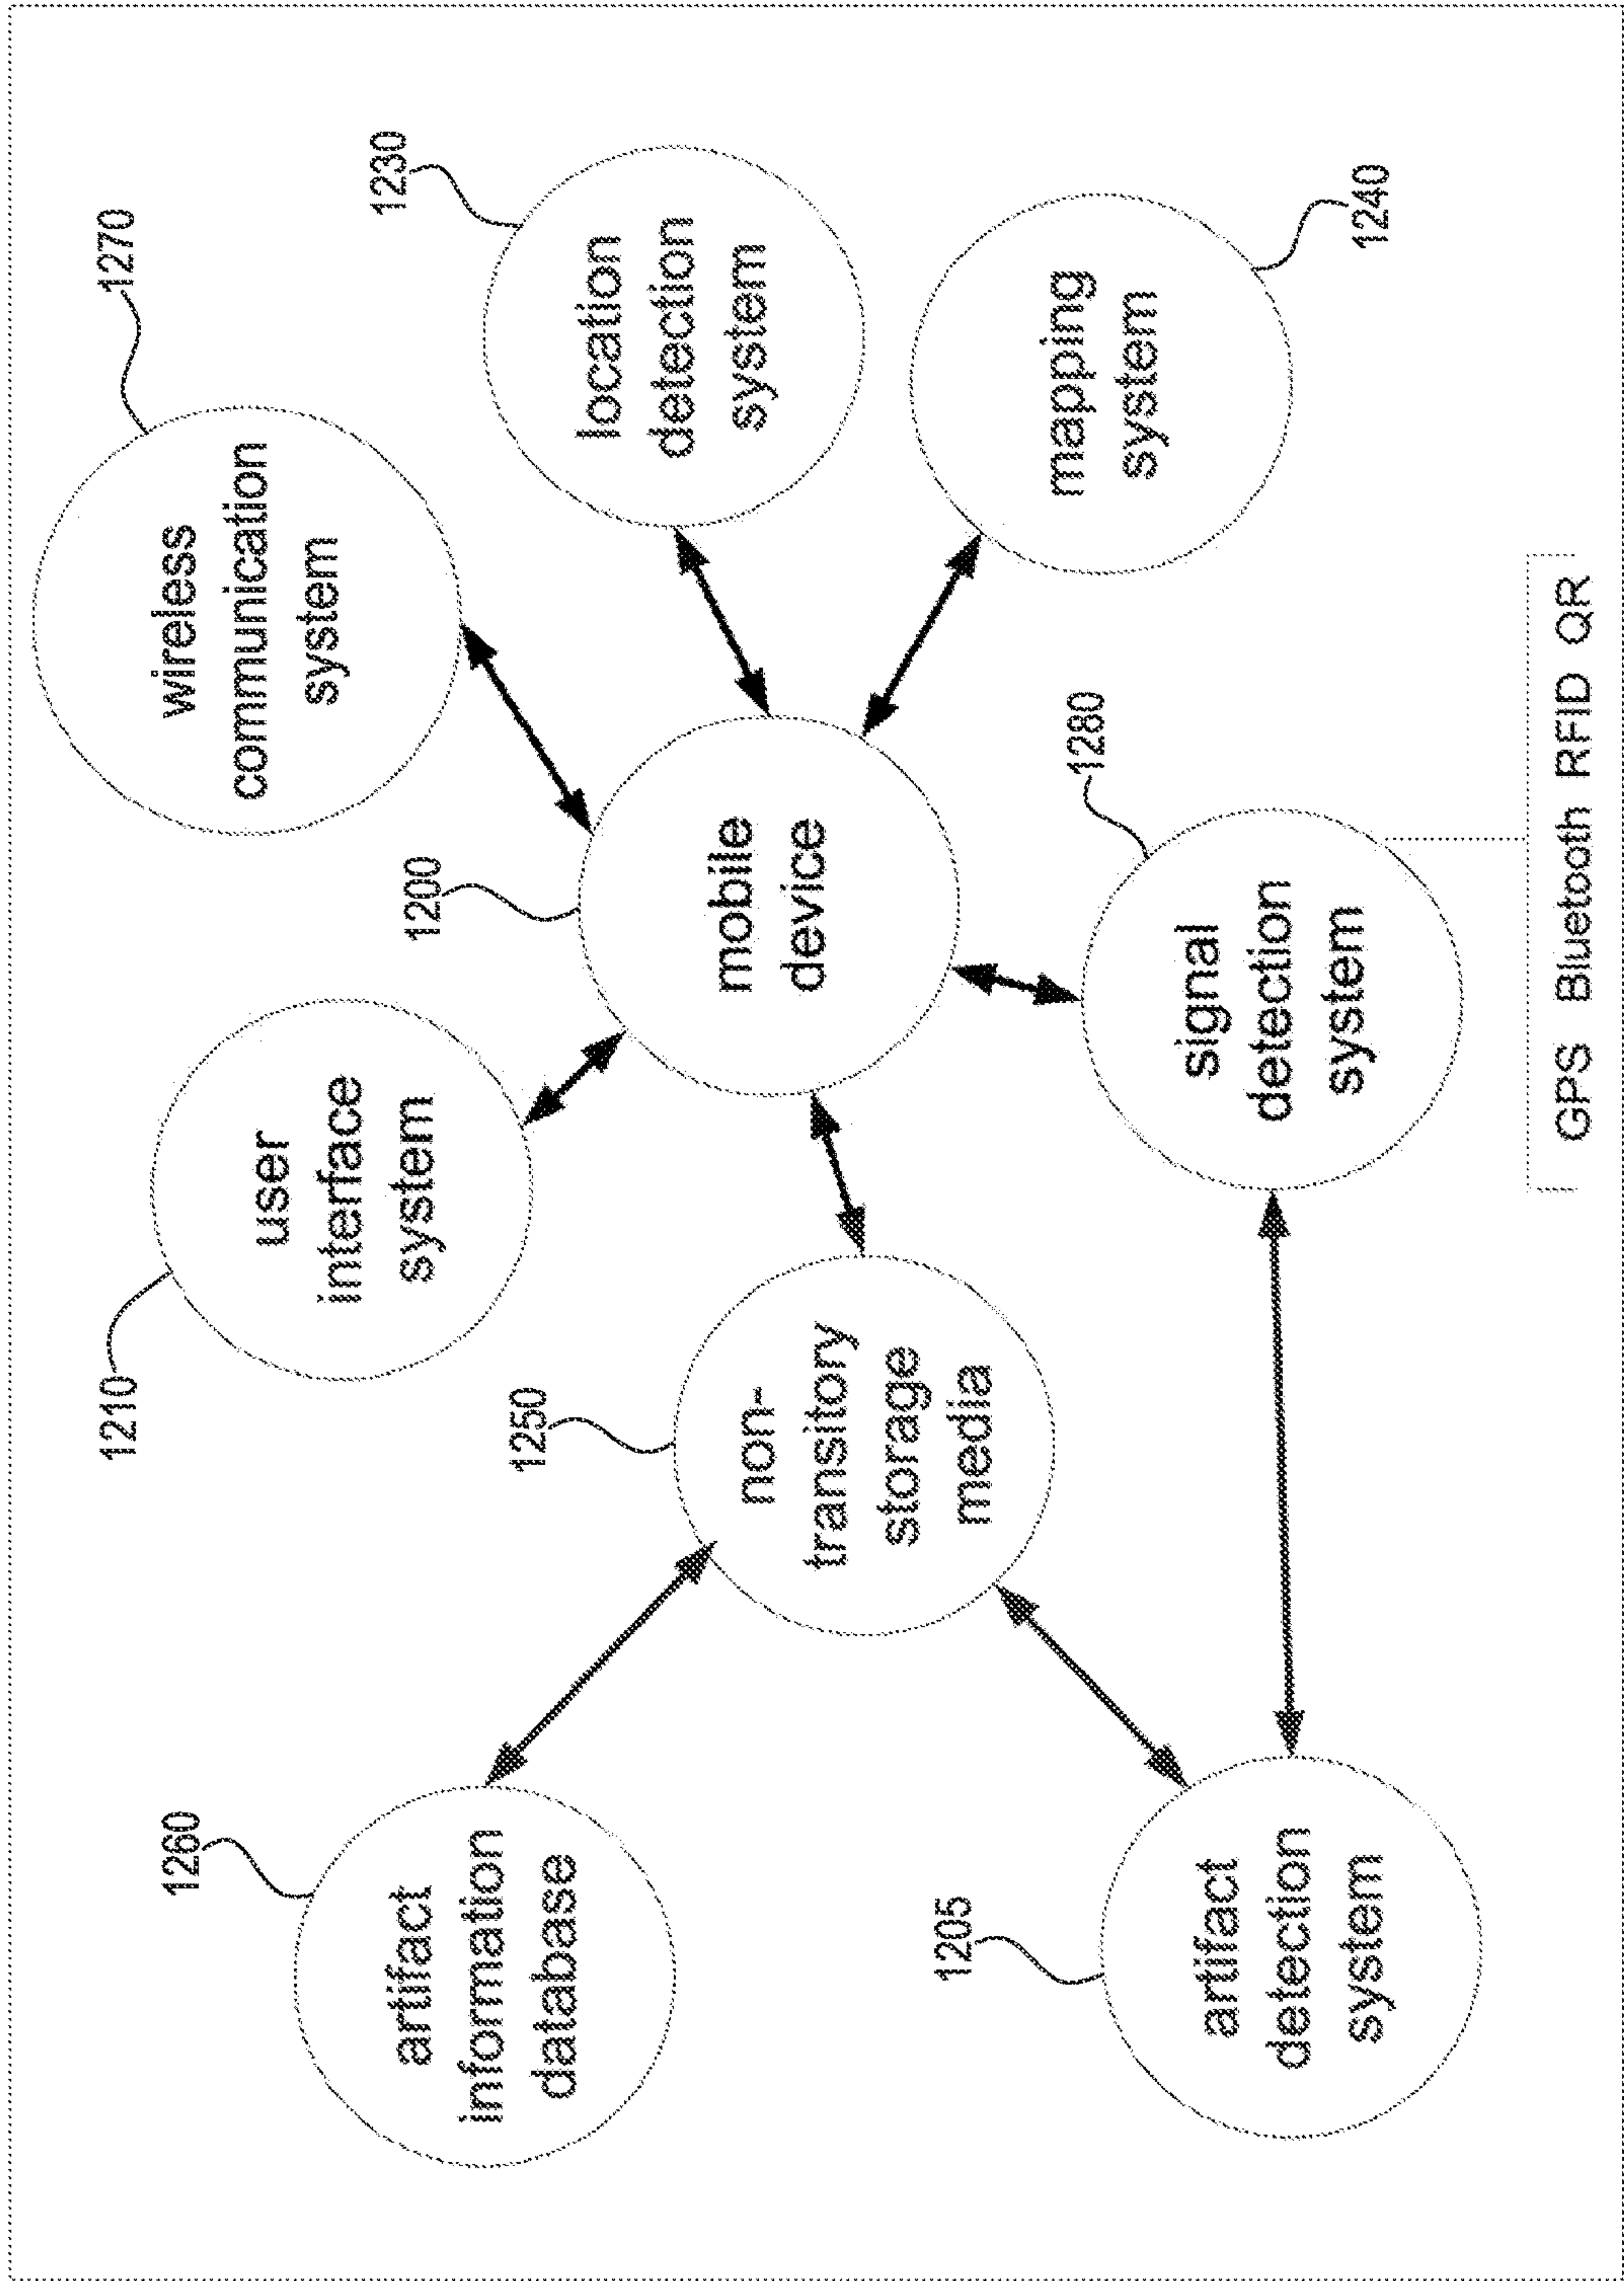 1270
wireless
communication
system
1230
location
detection
system
1240
mapping
system
1200
mobile
device
1210
user
interface
system
1250
non-
transitory
storage
media
1280
signal
detection
system
GPS Bluetooth RFID QR
1260
artifact
information
database
1205
artifact
detection
system